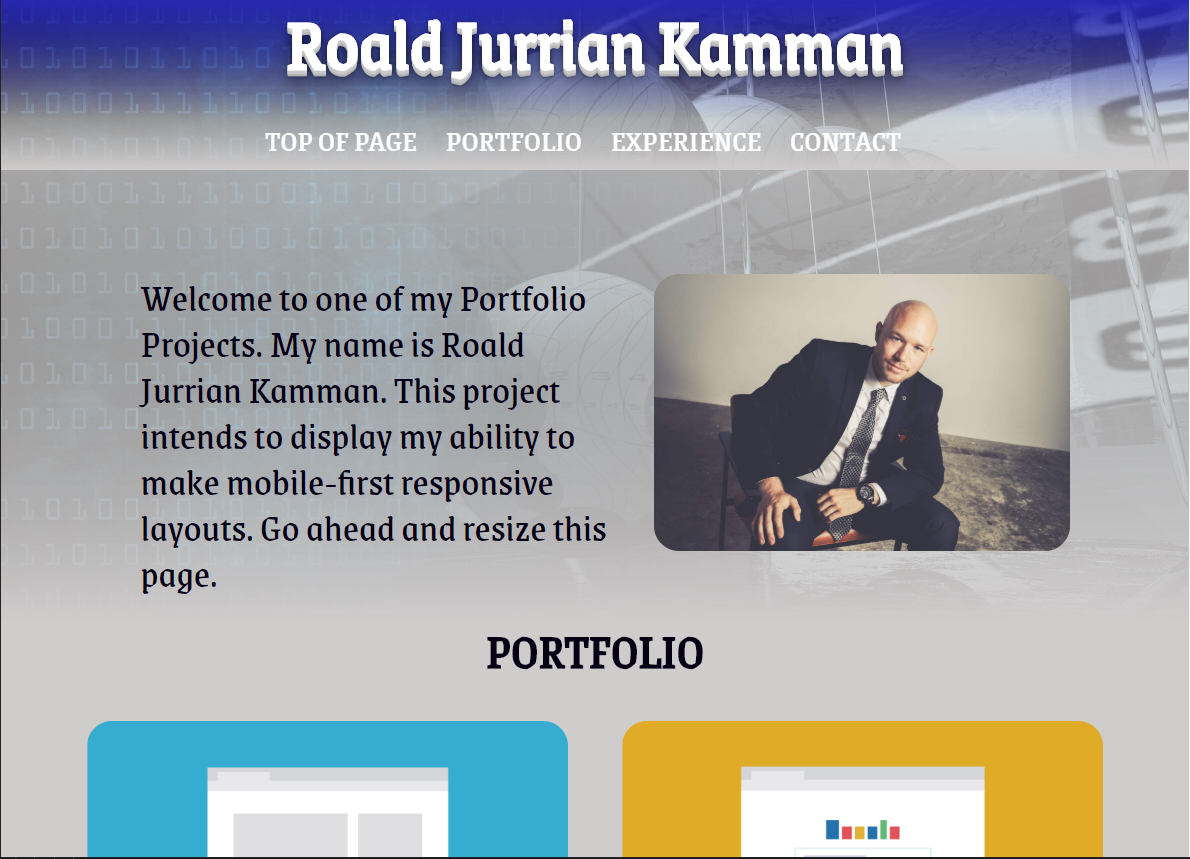 Roald Jurrian Kamman
TOP OF PAGE PORTFOLIO EXPERIENCE CONTACT
Welcome to one of my Portfolio
Projects. My name is Roald
Jurrian Kamman. This project
intends to display my ability to
make mobile-first responsive
layouts. Go ahead and resize this
page.
PORTFOLIO